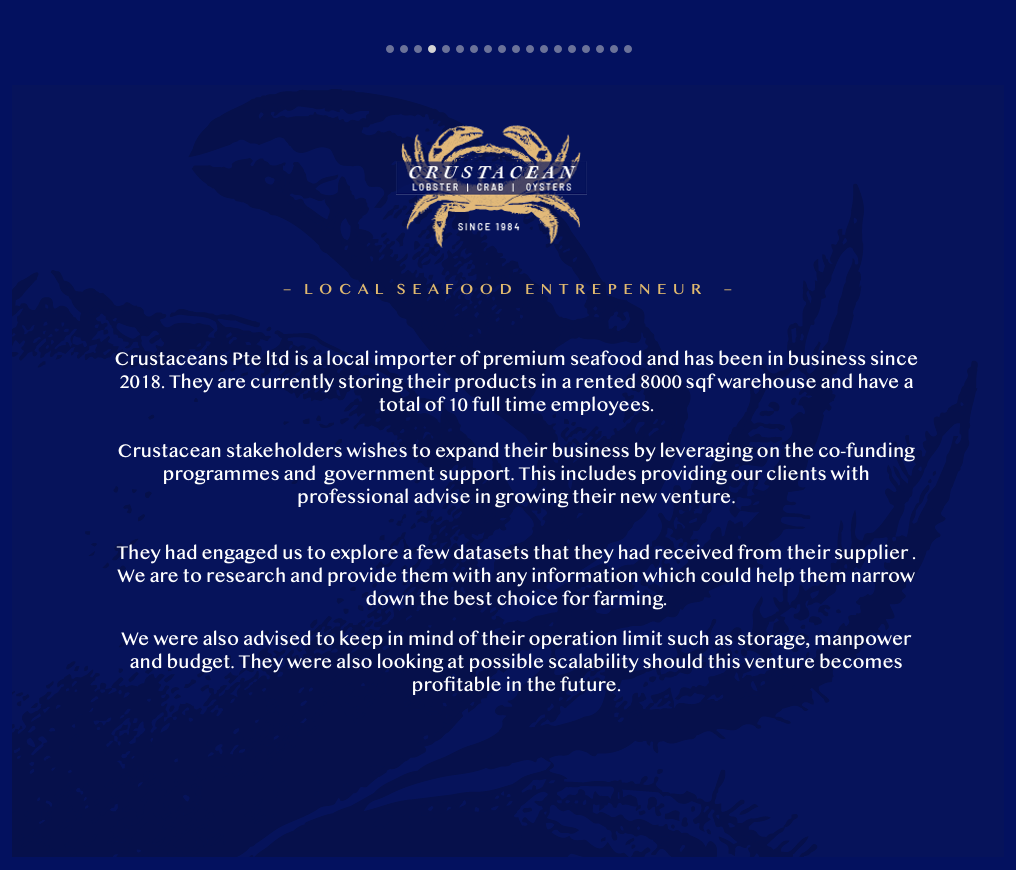 CRUSTACEAN
LOBSTER | CRAB | OYSTERS
SINCE 1984
– LOCAL SEAFOOD ENTREPENEUR –
Crustaceans Pte ltd is a local importer of premium seafood and has been in business since
2018. They are currently storing their products in a rented 8000 sqf warehouse and have a
total of 10 full time employees.
Crustacean stakeholders wishes to expand their business by leveraging on the co-funding
programmes and government support. This includes providing our clients with
professional advise in growing their new venture.
They had engaged us to explore a few datasets that they had received from their supplier .
We are to research and provide them with any information which could help them narrow
down the best choice for farming.
We were also advised to keep in mind of their operation limit such as storage, manpower
and budget. They were also looking at possible scalability should this venture becomes
profitable in the future.